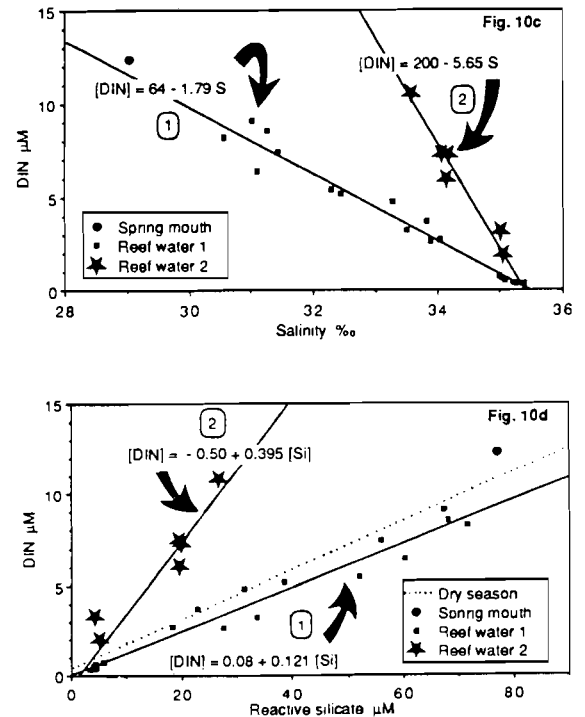 15
10
5
0
DIN µM
Fig. 10c
[DIN] = 64 - 1.79 S
[DIN] = 200 - 5.65 S
1
2
Spring mouth
Reef water 1
Reef water 2
28 30 32 34 36
Salinity ‰
15
10
5
0
DIN µM
Fig. 10d
2
[DIN] = - 0.50 + 0.395 [Si]
1
[DIN] = 0.08 + 0.121 [Si]
Dry season
Spring mouth
Reef water 1
Reef water 2
0 20 40 60 80
Reactive silicate µM